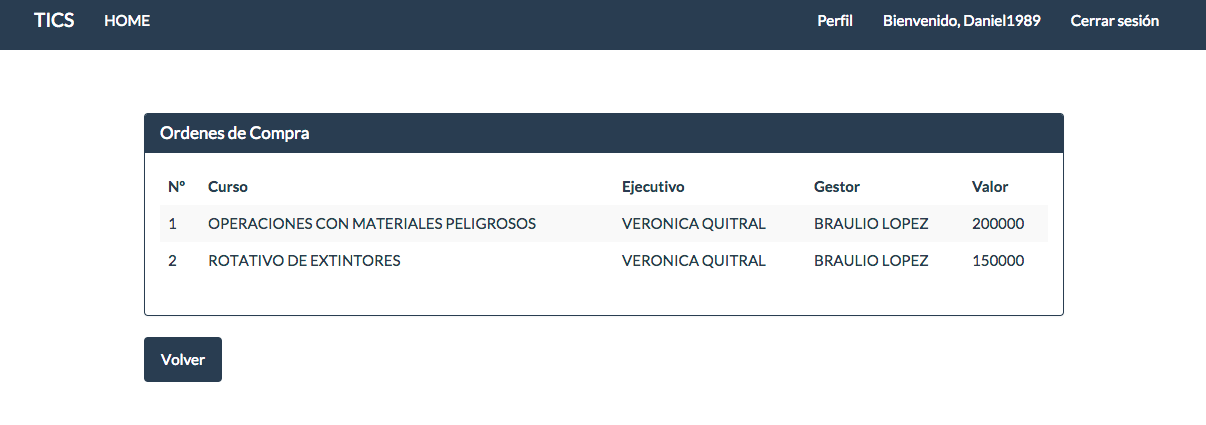 TICS HOME Perfil Bienvenido, Daniel1989 Cerrar sesión
Ordenes de Compra
Nº Curso Ejecutivo Gestor Valor
1 OPERACIONES CON MATERIALES PELIGROSOS VERONICA QUITRAL BRAULIO LOPEZ 200000
2 ROTATIVO DE EXTINTORES VERONICA QUITRAL BRAULIO LOPEZ 150000
Volver